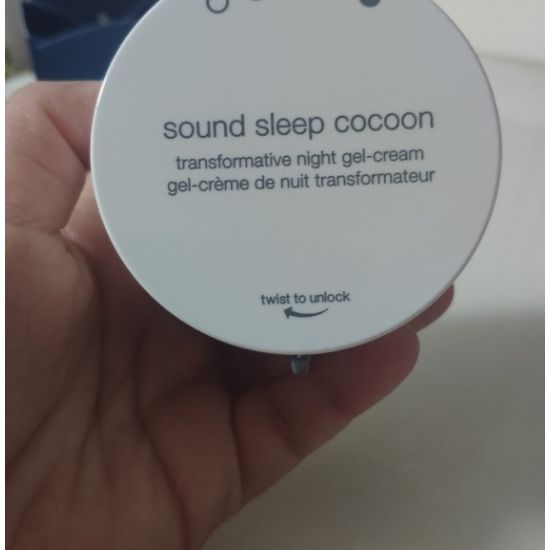 sound sleep cocoon
transformative night gel-cream
gel-crème de nuit transformateur
twist to unlock